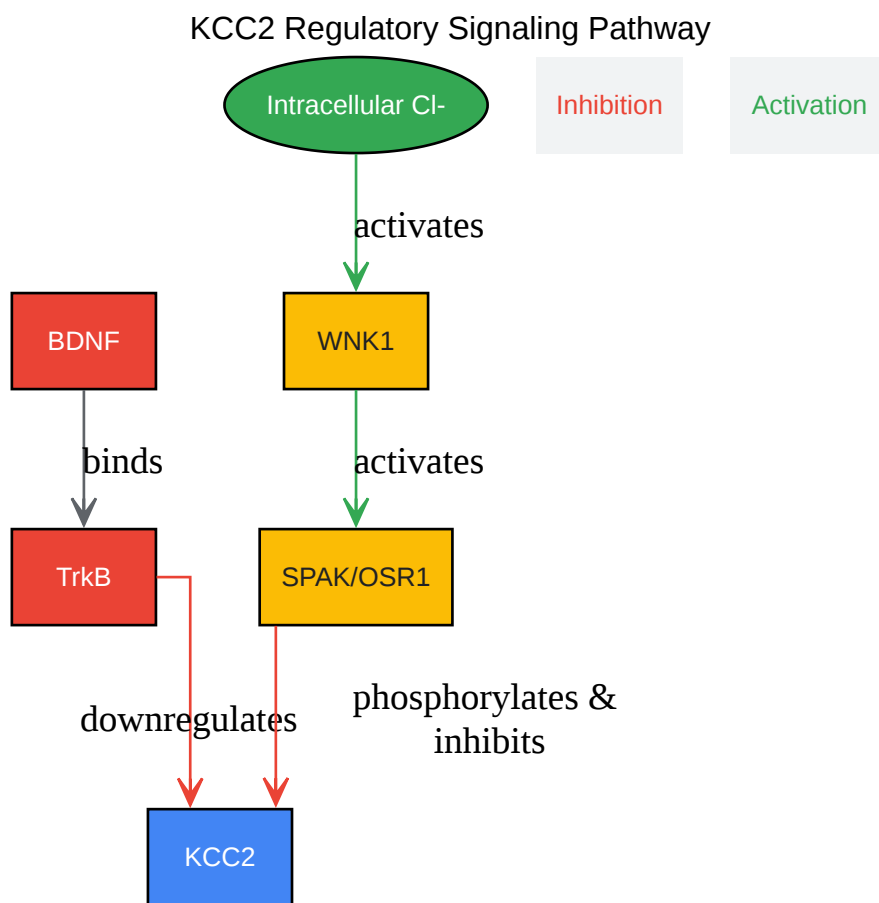 KCC2 Regulatory Signaling Pathway
Intracellular Cl-
Inhibition
Activation
activates
BDNF
WNK1
binds
activates
TrkB
SPAK/OSR1
downregulates
phosphorylates &
inhibits
KCC2